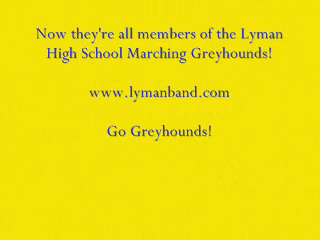 Now they're all members of the Lyman
High School Marching Greyhounds!
www.lymanband.com
Go Greyhounds!